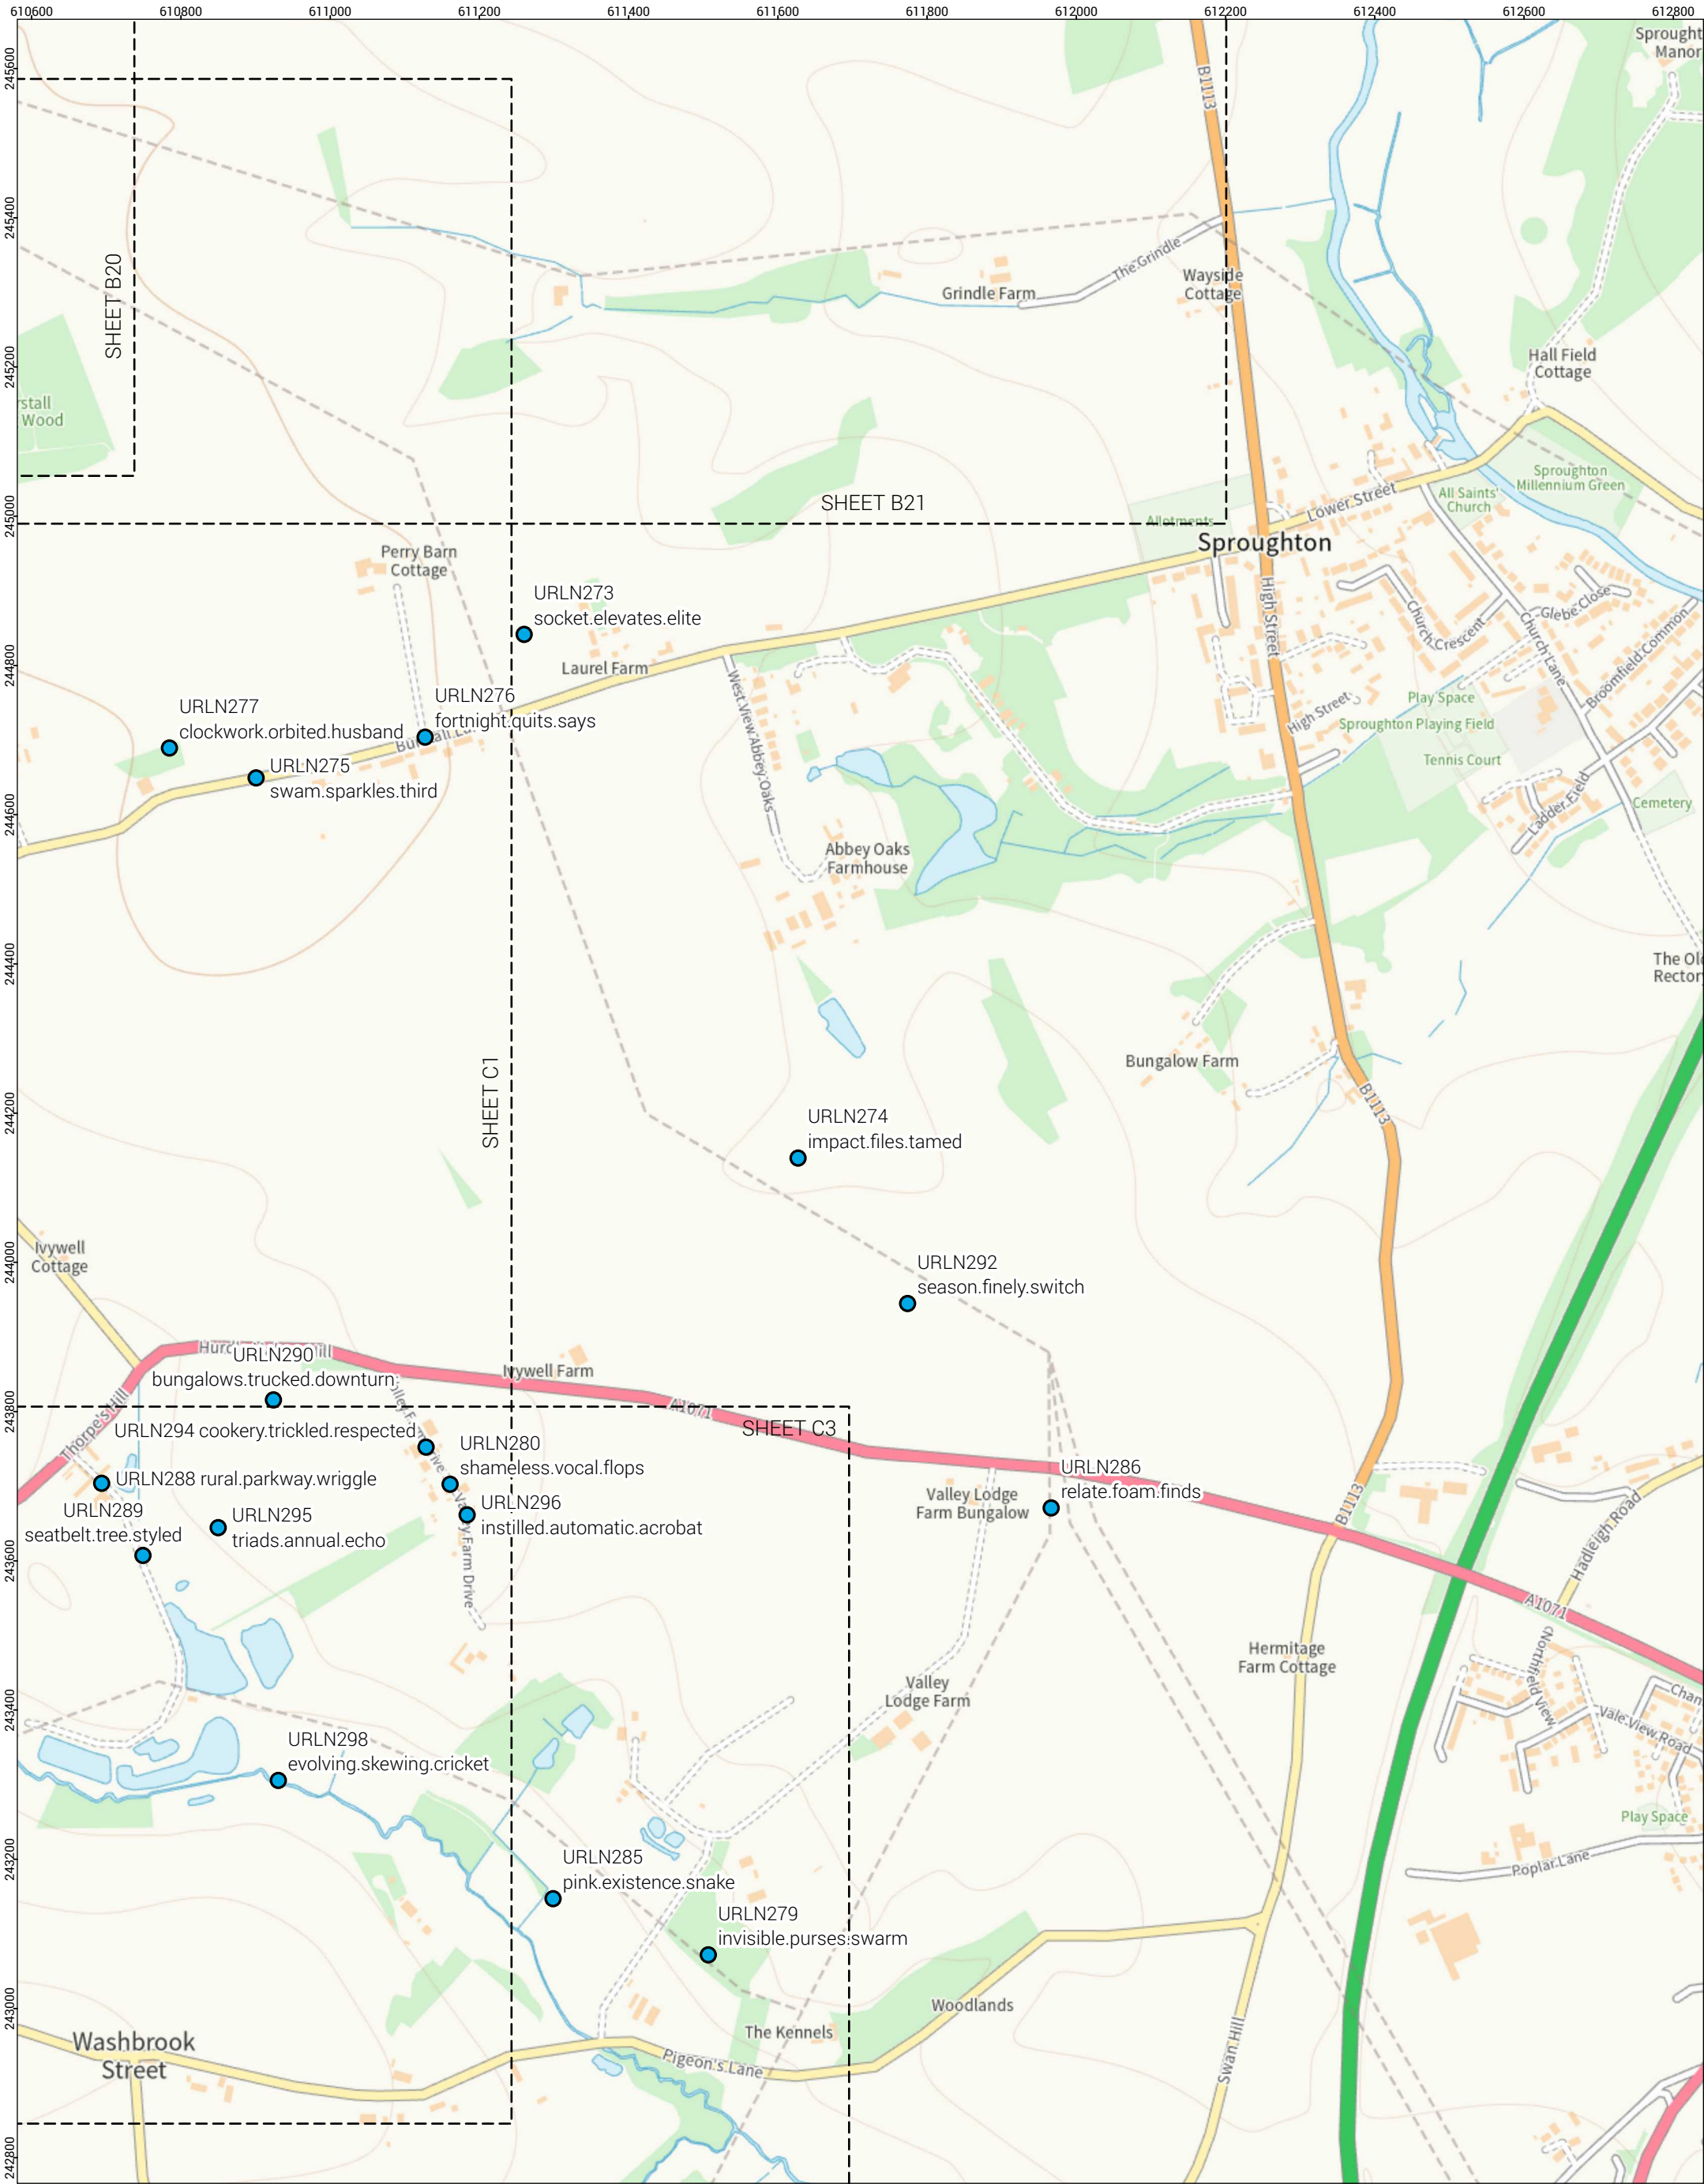 610600 610800 611000 611200 611400 611600 611800 612000 612200 612400 612600 612800
245600
245400
245200
245000
244800
244600
244400
244200
244000
243800
243600
243400
243200
243000
242800
B1113
Sprought
Manor
SHEET B20
The Grindle
Wayside
Cottage
Grindle Farm
Hall Field
Cottage
rstall
Wood
SHEET B21
Lower Street
Allotments
Sproughton
All Saints'
Church
Sproughton
Millennium Green
Perry Barn
Cottage
High Street
Church Crescent
Glebe Close
Church Lane
Broomfield Common
URLN273
socket.elevates.elite
Laurel Farm
West View Abbey Oaks
URLN276
fortnight.quits.says
URLN277
clockwork.orbited.husband
URLN275
swam.sparkles.third
High Street
Play Space
Sproughton Playing Field
Tennis Court
Ladder Field
Cemetery
Abbey Oaks
Farmhouse
The Old
Rector
Bungalow Farm
B1113
SHEET C1
URLN274
impact.files.tamed
Ivywell
Cottage
URLN292
season.finely.switch
Thorpe's Hill
URLN290
bungalows.trucked.downturn
Ivywell Farm
A1071
SHEET C3
URLN294 cookery.trickled.respected
URLN280
shameless.vocal.flops
URLN288 rural.parkway.wriggle
URLN289
seatbelt.tree.styled
URLN295
triads.annual.echo
URLN296
instilled.automatic.acrobat
Farm Drive
URLN286
relate.foam.finds
Valley Lodge
Farm Bungalow
B1113
Hadleigh Road
A1071
Hermitage
Farm Cottage
Northfield View
Chan
Vale View Road
Valley
Lodge Farm
URLN298
evolving.skewing.cricket
Play Space
Poplar Lane
URLN285
pink.existence.snake
URLN279
invisible.purses.swarm
Woodlands
The Kennels
Washbrook
Street
Pigeon's Lane
Swan Hill